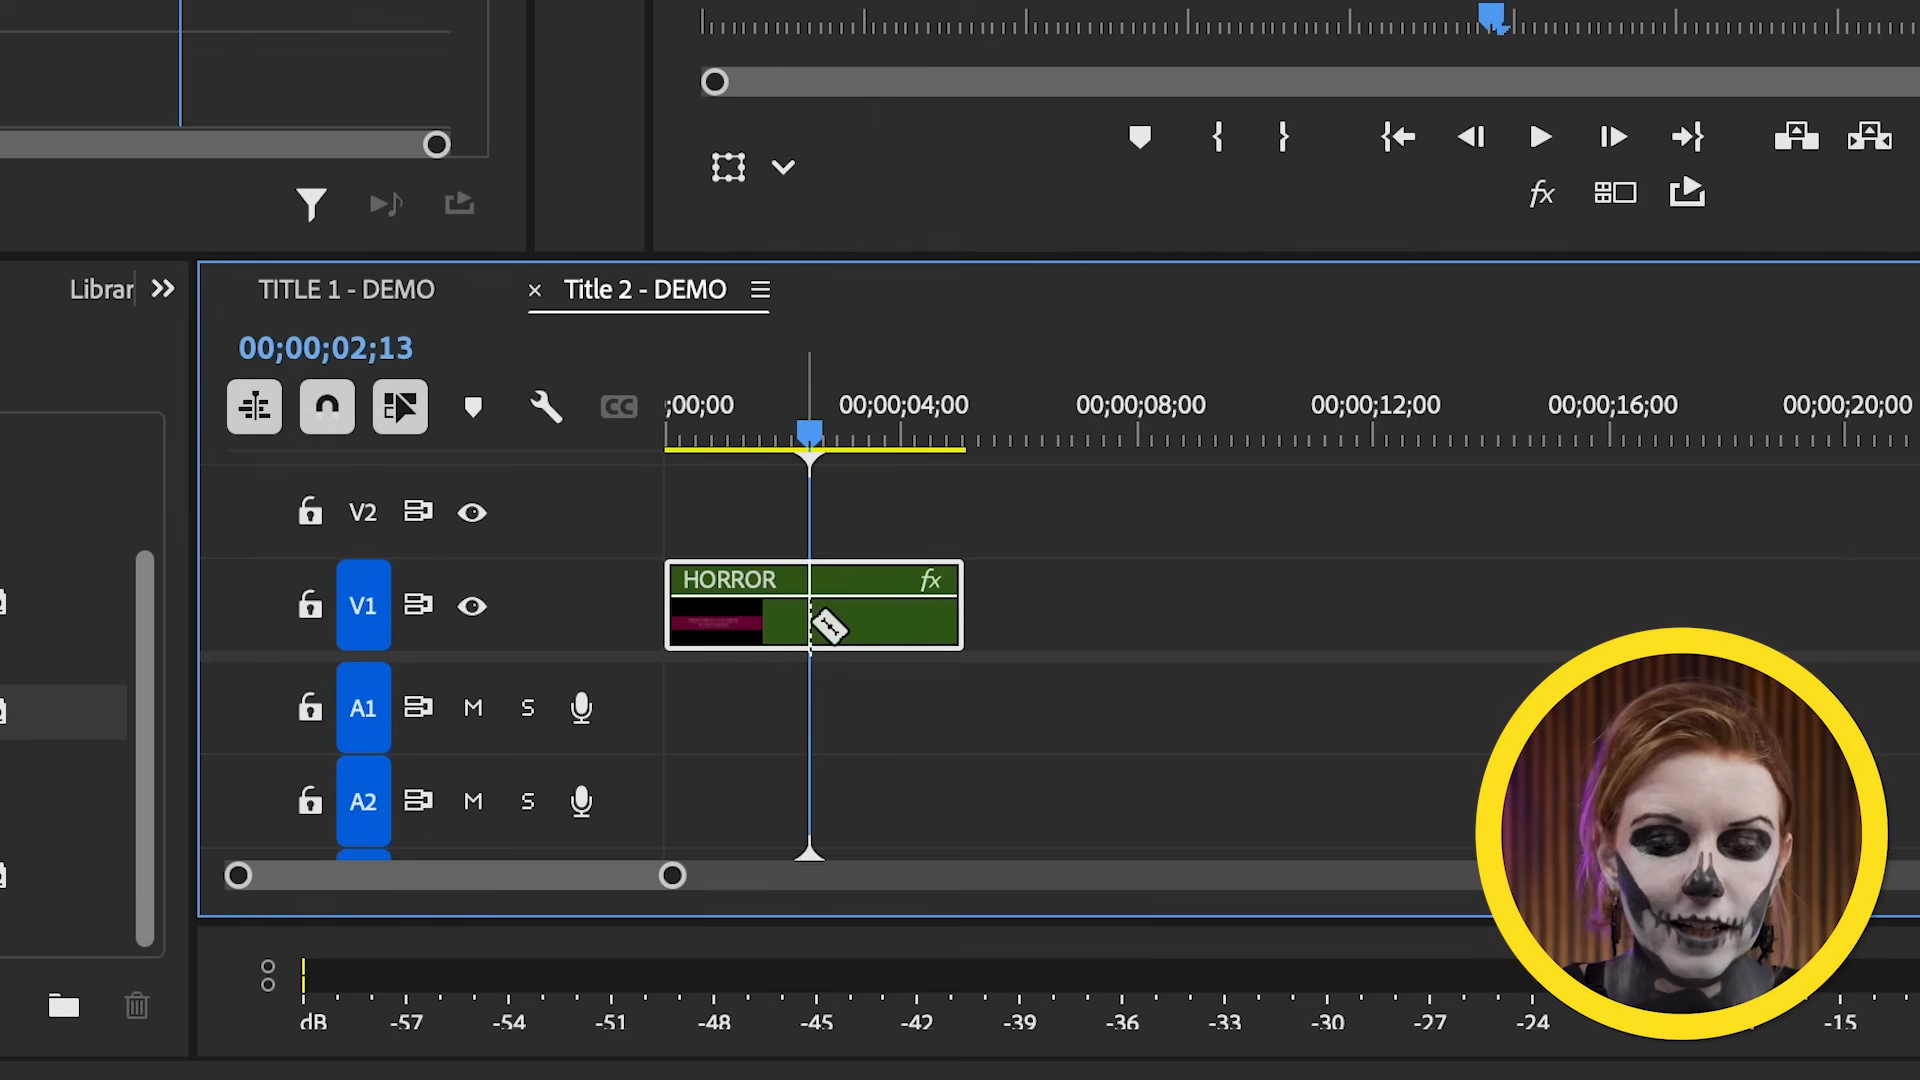 fx
Librar
TITLE 1 - DEMO
× Title 2 - DEMO
00;00;02;13
CC
;00;00
00;00;04;00
00;00;08;00
00;00;12;00
00;00;16;00
00;00;20;00
V2
HORROR
fx
V1
A1
M
S
A2
M
S
dB
-57
-54
-51
-48
-45
-42
-39
-36
-33
-30
-27
-24
-15